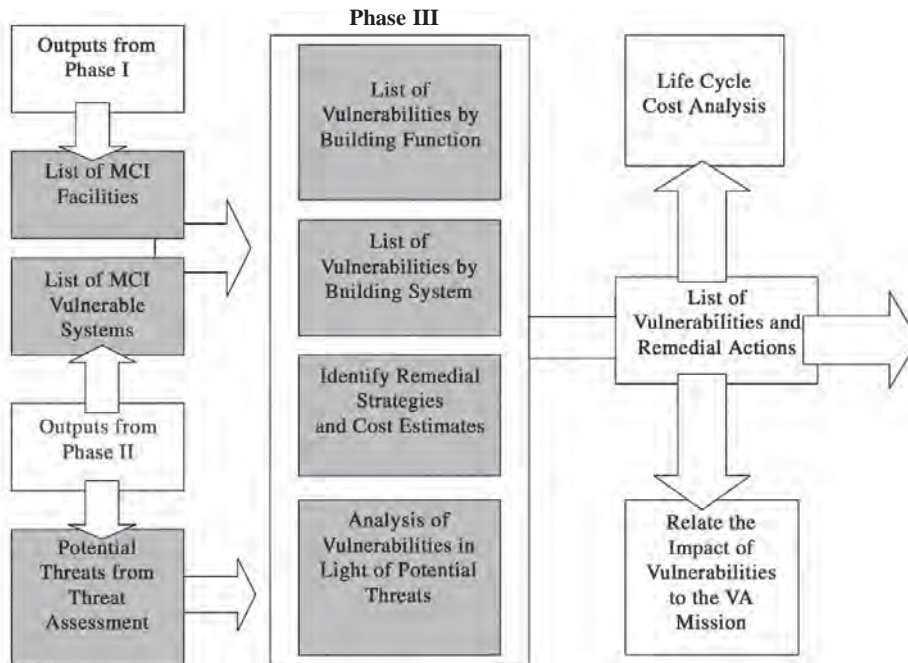 Phase III
Outputs from
Phase I
List of MCI
Facilities
List of MCI
Vulnerable
Systems
Outputs from
Phase II
Potential
Threats from
Threat
Assessment
List of
Vulnerabilities by
Building Function
List of
Vulnerabilities by
Building System
Identify Remedial
Strategies
and Cost Estimates
Analysis of
Vulnerabilities in
Light of Potential
Threats
Life Cycle
Cost Analysis
List of
Vulnerabilities and
Remedial Actions
Relate the
Impact of
Vulnerabilities
to the VA
Mission